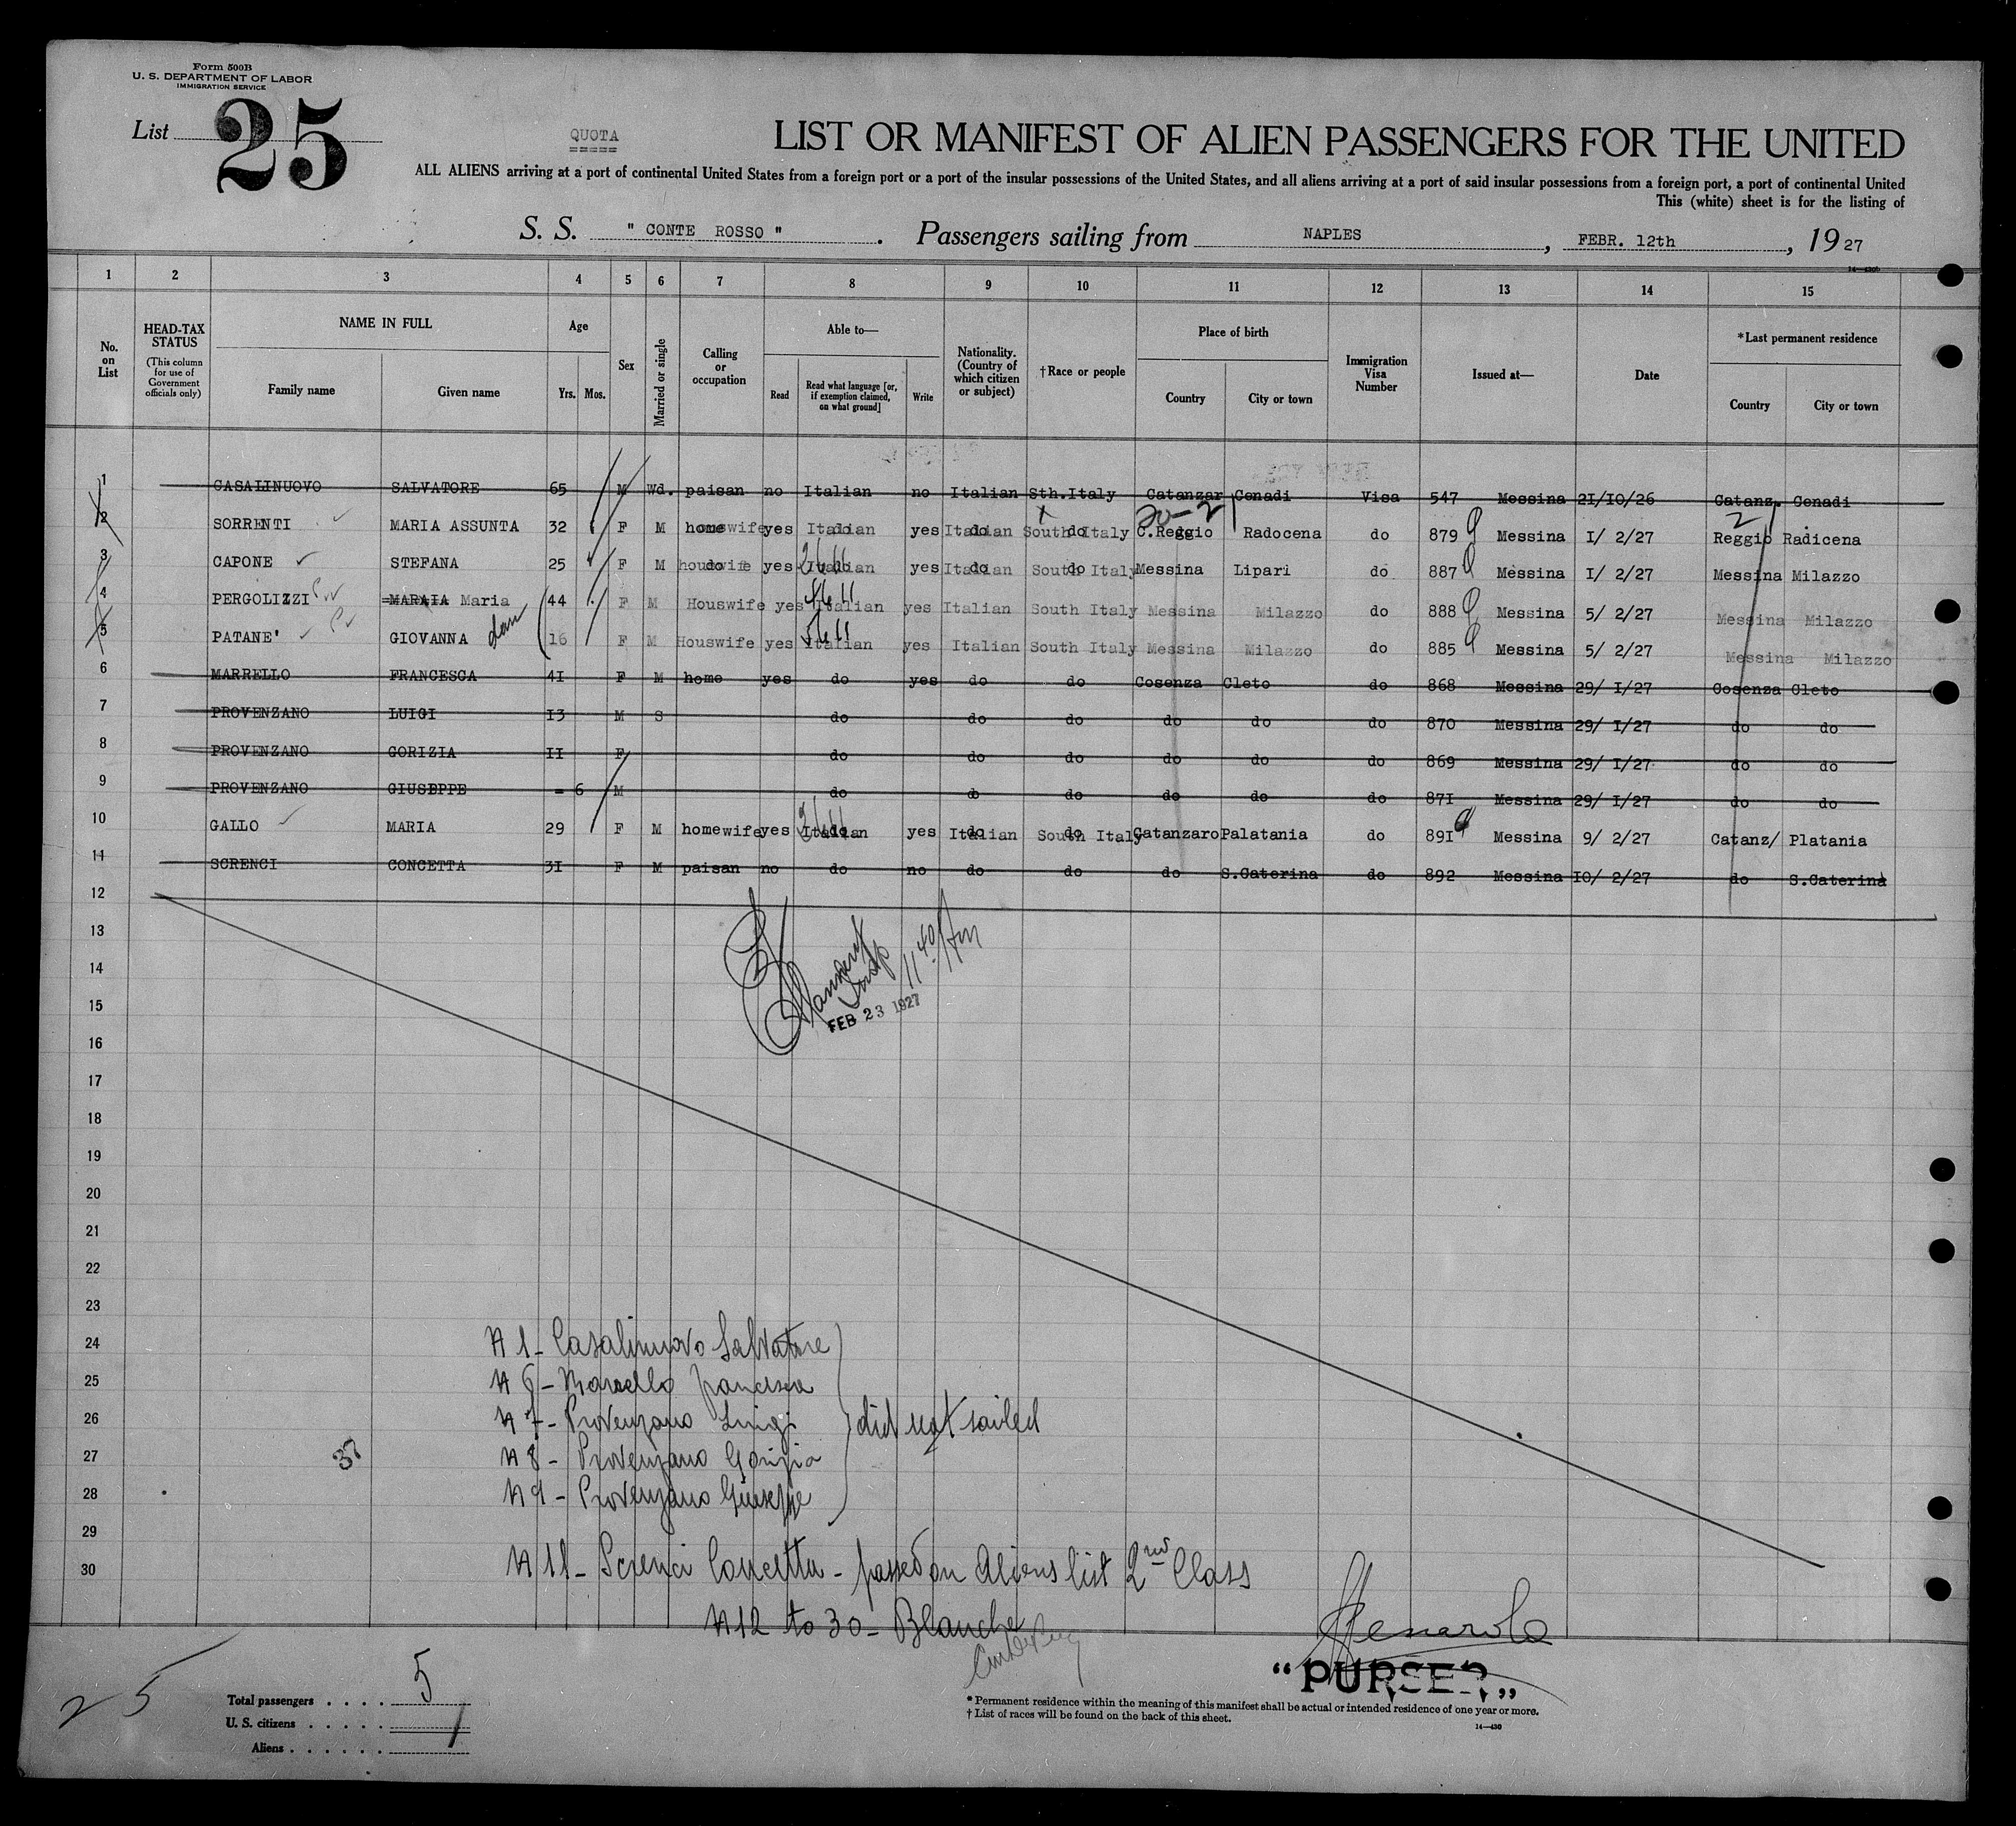 Form 500B
U. S. DEPARTMENT OF LABOR
IMMIGRATION SERVICE
List 25
QUOTA
LIST OR MANIFEST OF ALIEN PASSENGERS FOR THE UNITED
ALL ALIENS arriving at a port of continental United States from a foreign port or a port of the insular possessions of the United States, and all aliens arriving at a port of said insular possessions from a foreign port, a port of continental United
This (white) sheet is for the listing of
S. S. " CONTE ROSSO " . Passengers sailing from NAPLES , FEBR. 12th , 19 27
1 2 3 4 5 6 7 8 9 10 11 12 13 14 15
No. on List
HEAD-TAX STATUS (This column for use of Government officials only)
NAME IN FULL
Family name Given name
Age
Yrs. Mos.
Sex
Married or single
Calling or occupation
Able to—
Read
Read what language [or, if exemption claimed, on what ground]
Write
Nationality. (Country of which citizen or subject)
†Race or people
Place of birth
Country City or town
Immigration Visa Number
Issued at—
Date
*Last permanent residence
Country City or town
1 CASALINUOVO SALVATORE 65 M Wd. paisan no Italian no Italian Sth.Italy Catanzar Cenadi Visa 547 Messina 21/10/26 Catanz. Cenadi
20-2
2 SORRENTI MARIA ASSUNTA 32 F M housewife yes Italian yes Italian South Italy C.Reggio Radocena do 879 Messina I/ 2/27 Reggio Radicena
3 CAPONE STEFANA 25 F M houswife yes Italian yes Italian South Italy Messina Lipari do 887 Messina I/ 2/27 Messina Milazzo
4 PERGOLIZZI MARAIA Maria 44 F M Houswife yes Italian yes Italian South Italy Messina Milazzo do 888 Messina 5/ 2/27 Messina Milazzo
5 PATANE' GIOVANNA dau 16 F M Houswife yes Italian yes Italian South Italy Messina Milazzo do 885 Messina 5/ 2/27 Messina Milazzo
6 MARRELLO FRANCESCA 4I F M home yes do yes do do Cosenza Cleto do 868 Messina 29/ I/27 Cosenza Cleto
7 PROVENZANO LUIGI I3 M S do do do do do do 870 Messina 29/ I/27 do do
8 PROVENZANO GORIZIA II F do do do do do do 869 Messina 29/ I/27 do do
9 PROVENZANO GIUSEPPE - 6 M do do do do do do 87I Messina 29/ I/27 do do
10 GALLO MARIA 29 F M homewife yes Italian yes Italian South Italy Catanzaro Palatania do 89I Messina 9/ 2/27 Catanz/ Platania
11 SCRENCI CONCETTA 3I F M paisan no do no do do do S.Caterina do 892 Messina I0/ 2/27 do S.Caterina
12
13
14
15
16
17
18
19
20
21
22
23
24
25
26
27
28
29
30
Insp
11 40 Am
FEB 23 1927
N 1 - Casalinuovo Salvatore
N 6 - Marrello Francesca
N 7 - Provenzano Luigi
did not sailed
N 8 - Provenzano Gorizia
N 9 - Provenzano Giuseppe
37
N 11 - Screnci Concetta - passed on Aliens list 2nd Class
N 12 to 30 - Blanche
"PURSER"
25
Total passengers . . . . 5
U. S. citizens . . . . .
Aliens . . . . . .
* Permanent residence within the meaning of this manifest shall be actual or intended residence of one year or more.
† List of races will be found on the back of this sheet.
14—430